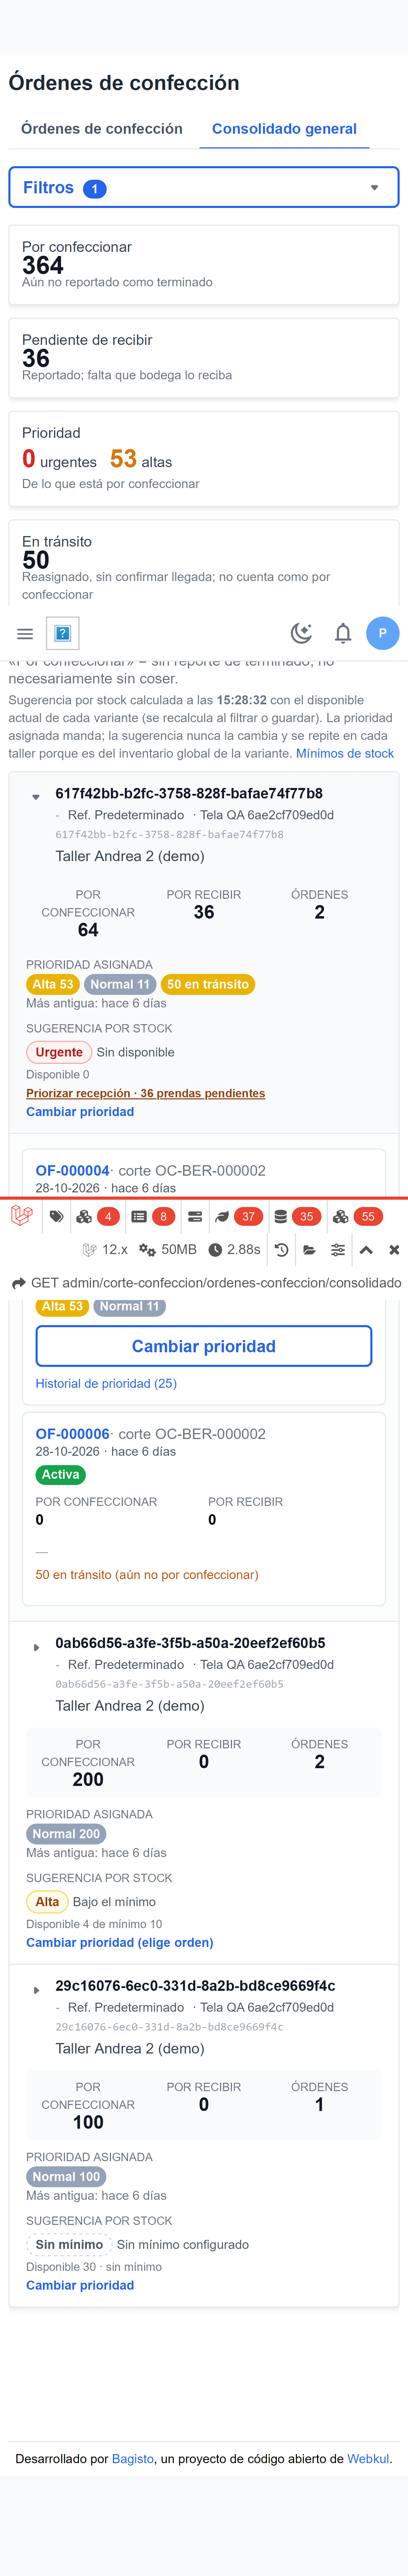 Órdenes de confección
Órdenes de confección Consolidado general
Filtros 1
Por confeccionar
364
Aún no reportado como terminado
Pendiente de recibir
36
Reportado; falta que bodega lo reciba
Prioridad
0 urgentes 53 altas
De lo que está por confeccionar
En tránsito
50
Reasignado, sin confirmar llegada; no cuenta como por
confeccionar
P
«Por confeccionar» = sin reporte de terminado, no
necesariamente sin coser.
Sugerencia por stock calculada a las 15:28:32 con el disponible
actual de cada variante (se recalcula al filtrar o guardar). La prioridad
asignada manda; la sugerencia nunca la cambia y se repite en cada
taller porque es del inventario global de la variante. Mínimos de stock
617f42bb-b2fc-3758-828f-bafae74f77b8
- Ref. Predeterminado · Tela QA 6ae2cf709ed0d
617f42bb-b2fc-3758-828f-bafae74f77b8
Taller Andrea 2 (demo)
POR CONFECCIONAR POR RECIBIR ÓRDENES
64 36 2
PRIORIDAD ASIGNADA
Alta 53 Normal 11 50 en tránsito
Más antigua: hace 6 días
SUGERENCIA POR STOCK
Urgente Sin disponible
Disponible 0
Priorizar recepción · 36 prendas pendientes
Cambiar prioridad
OF-000004· corte OC-BER-000002
28-10-2026 · hace 6 días
4 8 37 35 55
12.x 50MB 2.88s
GET admin/corte-confeccion/ordenes-confeccion/consolidado
Alta 53 Normal 11
Cambiar prioridad
Historial de prioridad (25)
OF-000006· corte OC-BER-000002
28-10-2026 · hace 6 días
Activa
POR CONFECCIONAR POR RECIBIR
0 0
—
50 en tránsito (aún no por confeccionar)
0ab66d56-a3fe-3f5b-a50a-20eef2ef60b5
- Ref. Predeterminado · Tela QA 6ae2cf709ed0d
0ab66d56-a3fe-3f5b-a50a-20eef2ef60b5
Taller Andrea 2 (demo)
POR CONFECCIONAR POR RECIBIR ÓRDENES
200 0 2
PRIORIDAD ASIGNADA
Normal 200
Más antigua: hace 6 días
SUGERENCIA POR STOCK
Alta Bajo el mínimo
Disponible 4 de mínimo 10
Cambiar prioridad (elige orden)
29c16076-6ec0-331d-8a2b-bd8ce9669f4c
- Ref. Predeterminado · Tela QA 6ae2cf709ed0d
29c16076-6ec0-331d-8a2b-bd8ce9669f4c
Taller Andrea 2 (demo)
POR CONFECCIONAR POR RECIBIR ÓRDENES
100 0 1
PRIORIDAD ASIGNADA
Normal 100
Más antigua: hace 6 días
SUGERENCIA POR STOCK
Sin mínimo Sin mínimo configurado
Disponible 30 · sin mínimo
Cambiar prioridad
Desarrollado por Bagisto, un proyecto de código abierto de Webkul.